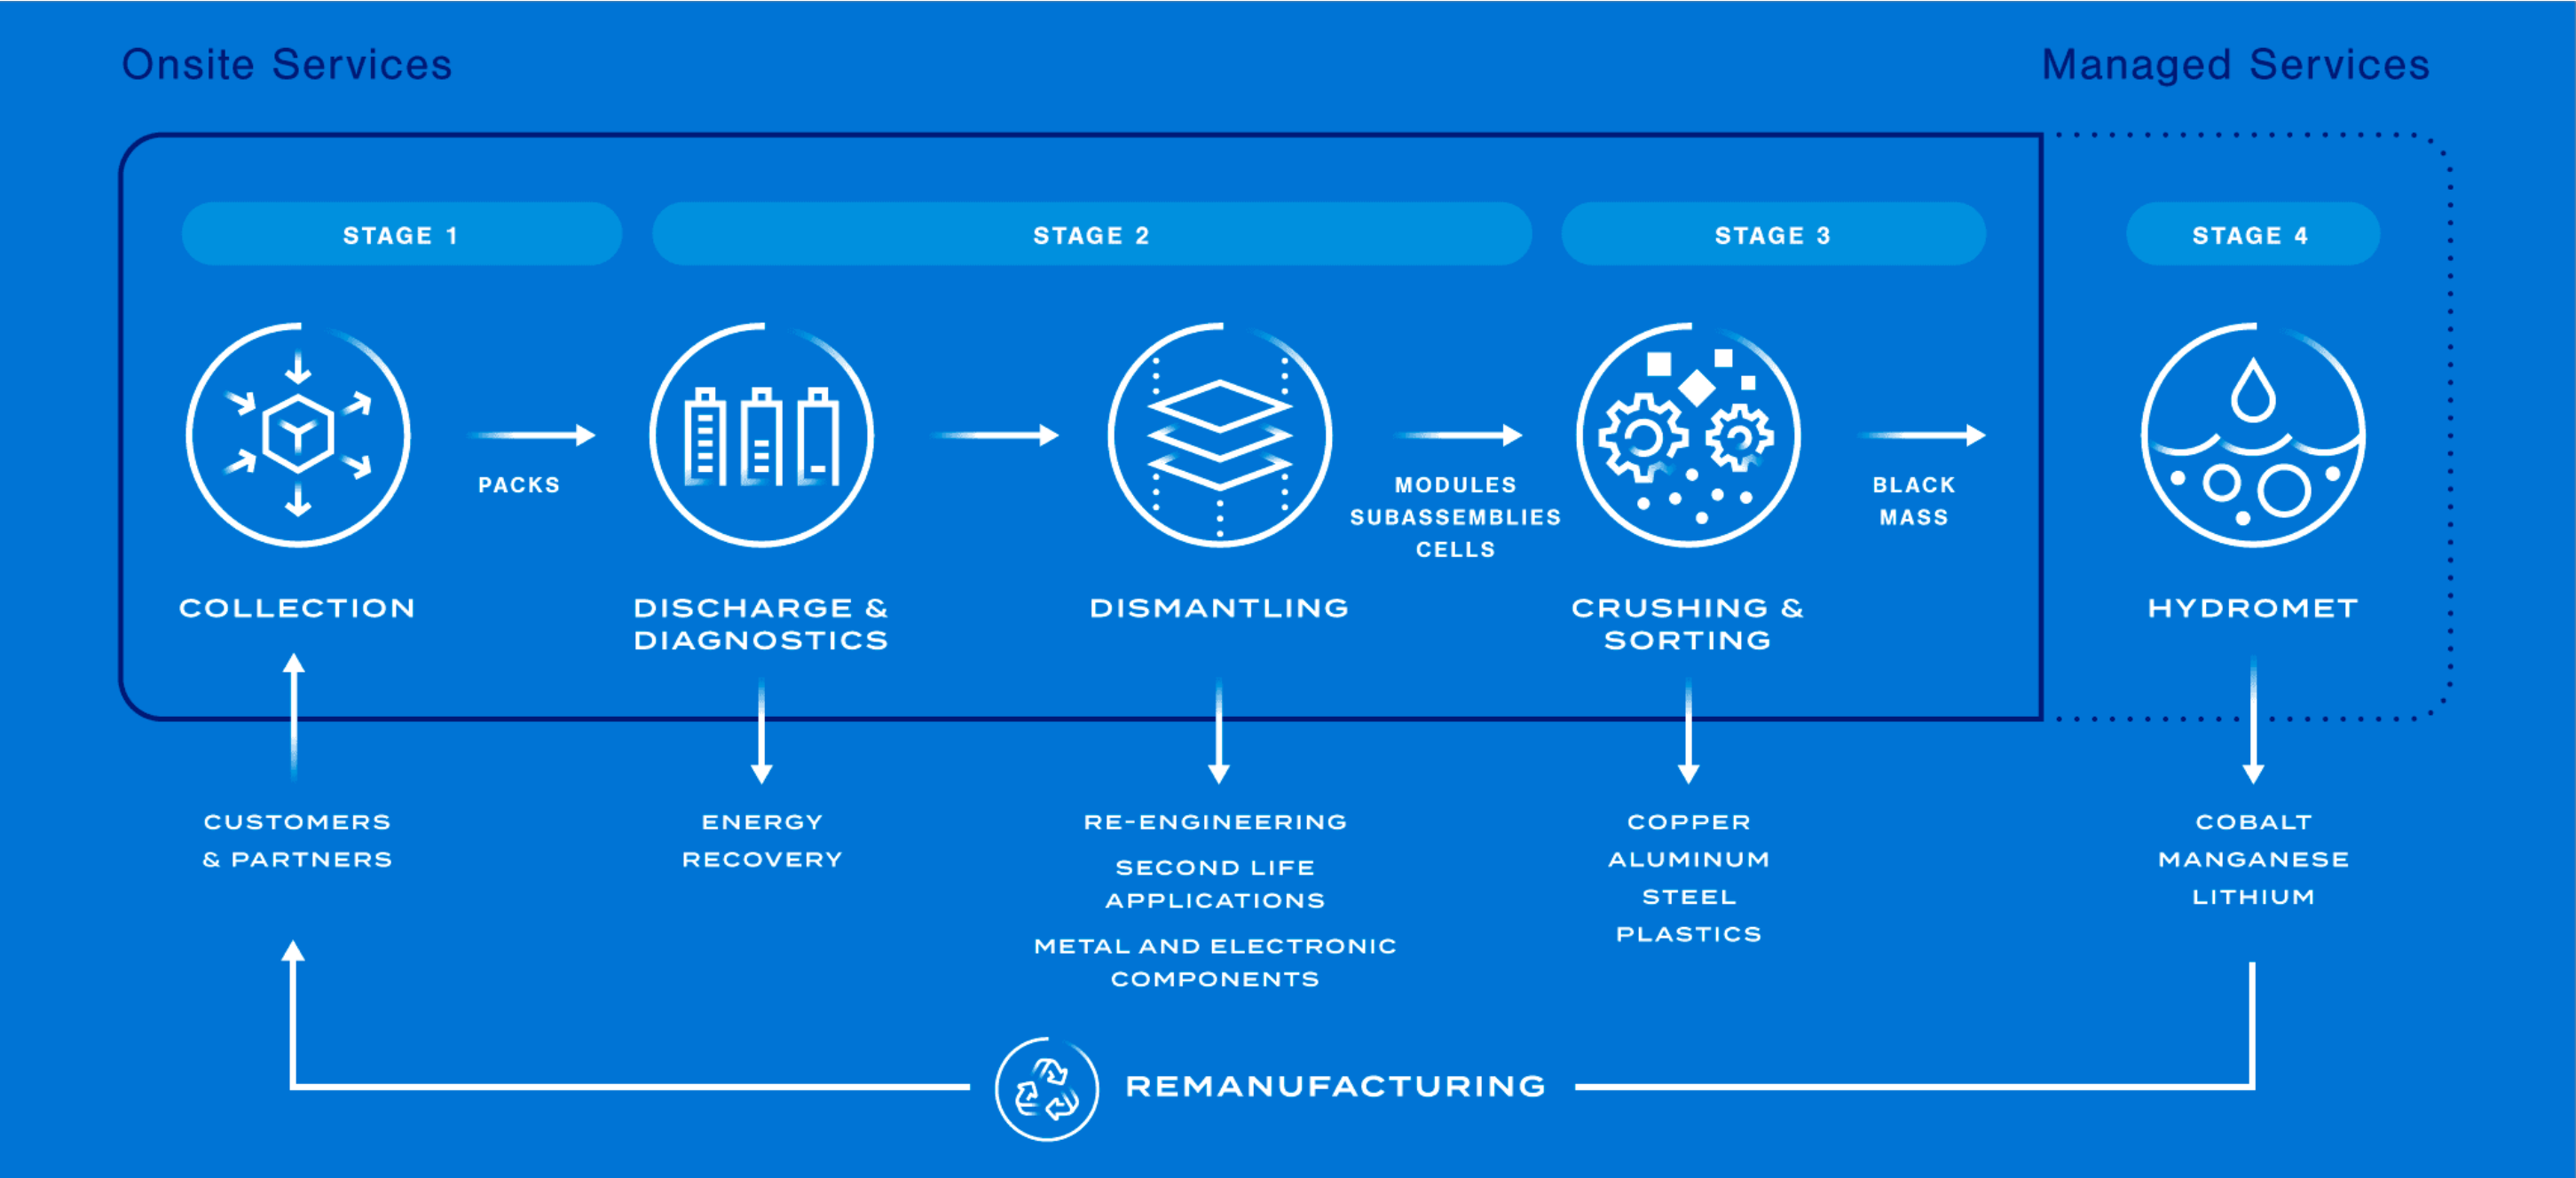 Onsite Services
Managed Services
STAGE 1
STAGE 2
STAGE 3
STAGE 4
PACKS
MODULES
SUBASSEMBLIES
CELLS
BLACK
MASS
COLLECTION
DISCHARGE &
DIAGNOSTICS
DISMANTLING
CRUSHING &
SORTING
HYDROMET
CUSTOMERS
& PARTNERS
ENERGY
RECOVERY
RE-ENGINEERING
SECOND LIFE
APPLICATIONS
METAL AND ELECTRONIC
COMPONENTS
COPPER
ALUMINUM
STEEL
PLASTICS
COBALT
MANGANESE
LITHIUM
REMANUFACTURING